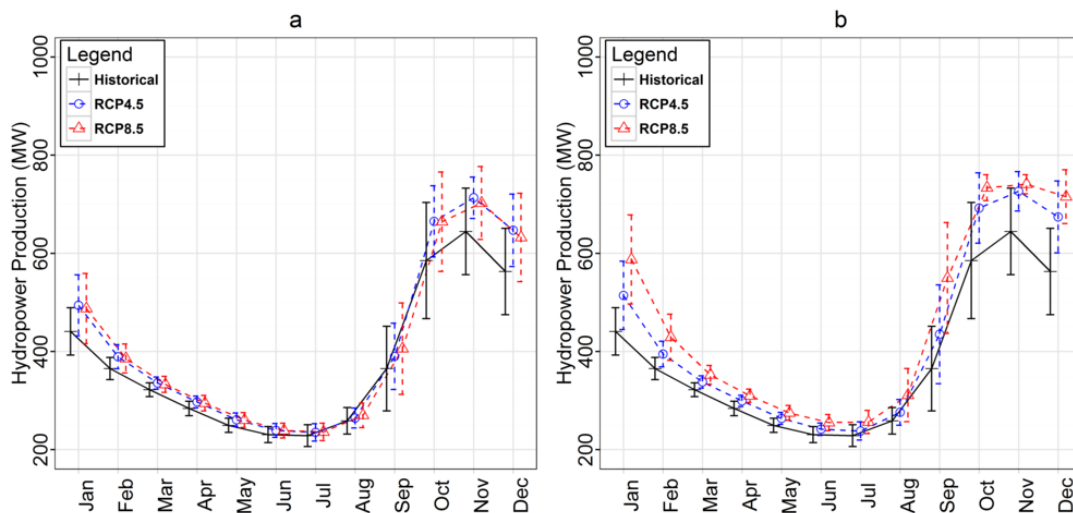 a
Legend
Historical
RCP4.5
RCP8.5
Hydropower Production (MW)
1000
800
600
400
200
Jan
Feb
Mar
Apr
May
Jun
Jul
Aug
Sep
Oct
Nov
Dec
b
Legend
Historical
RCP4.5
RCP8.5
Hydropower Production (MW)
1000
800
600
400
200
Jan
Feb
Mar
Apr
May
Jun
Jul
Aug
Sep
Oct
Nov
Dec